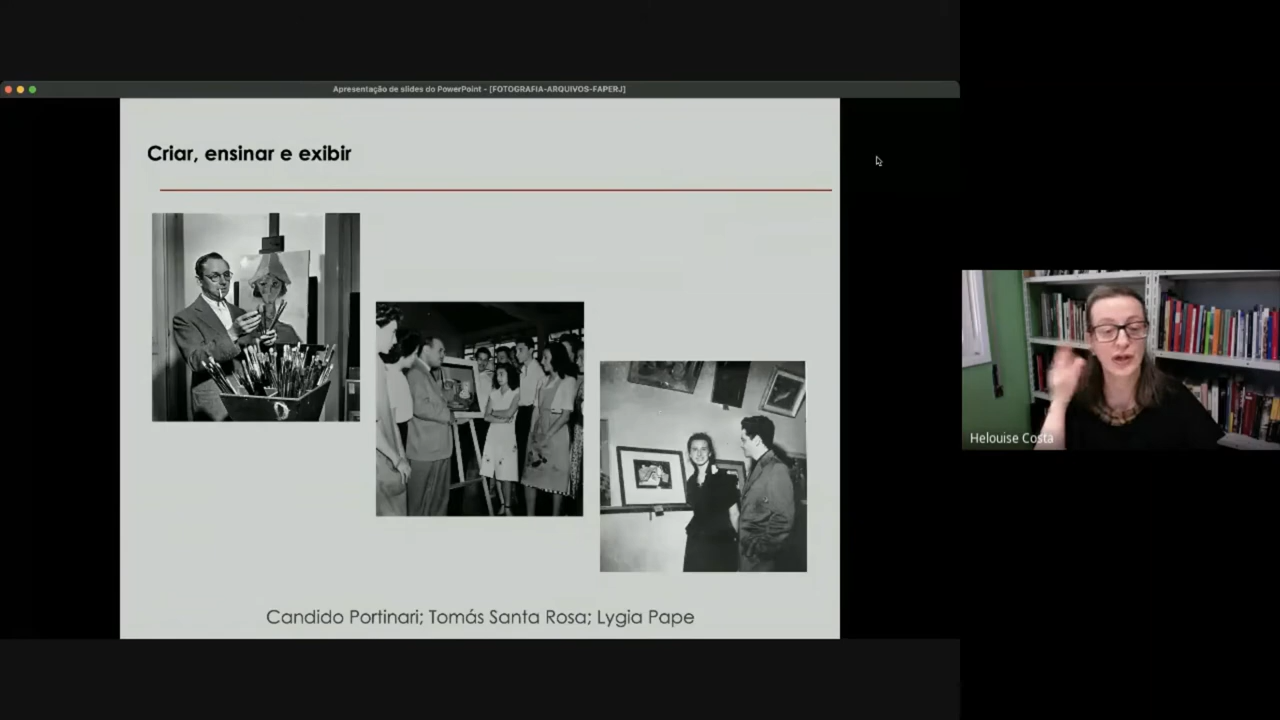 Apresentação de slides do PowerPoint - [FOTOGRAFIA-ARQUIVOS-FAPERJ]
Criar, ensinar e exibir
Candido Portinari; Tomás Santa Rosa; Lygia Pape
Helouise Costa